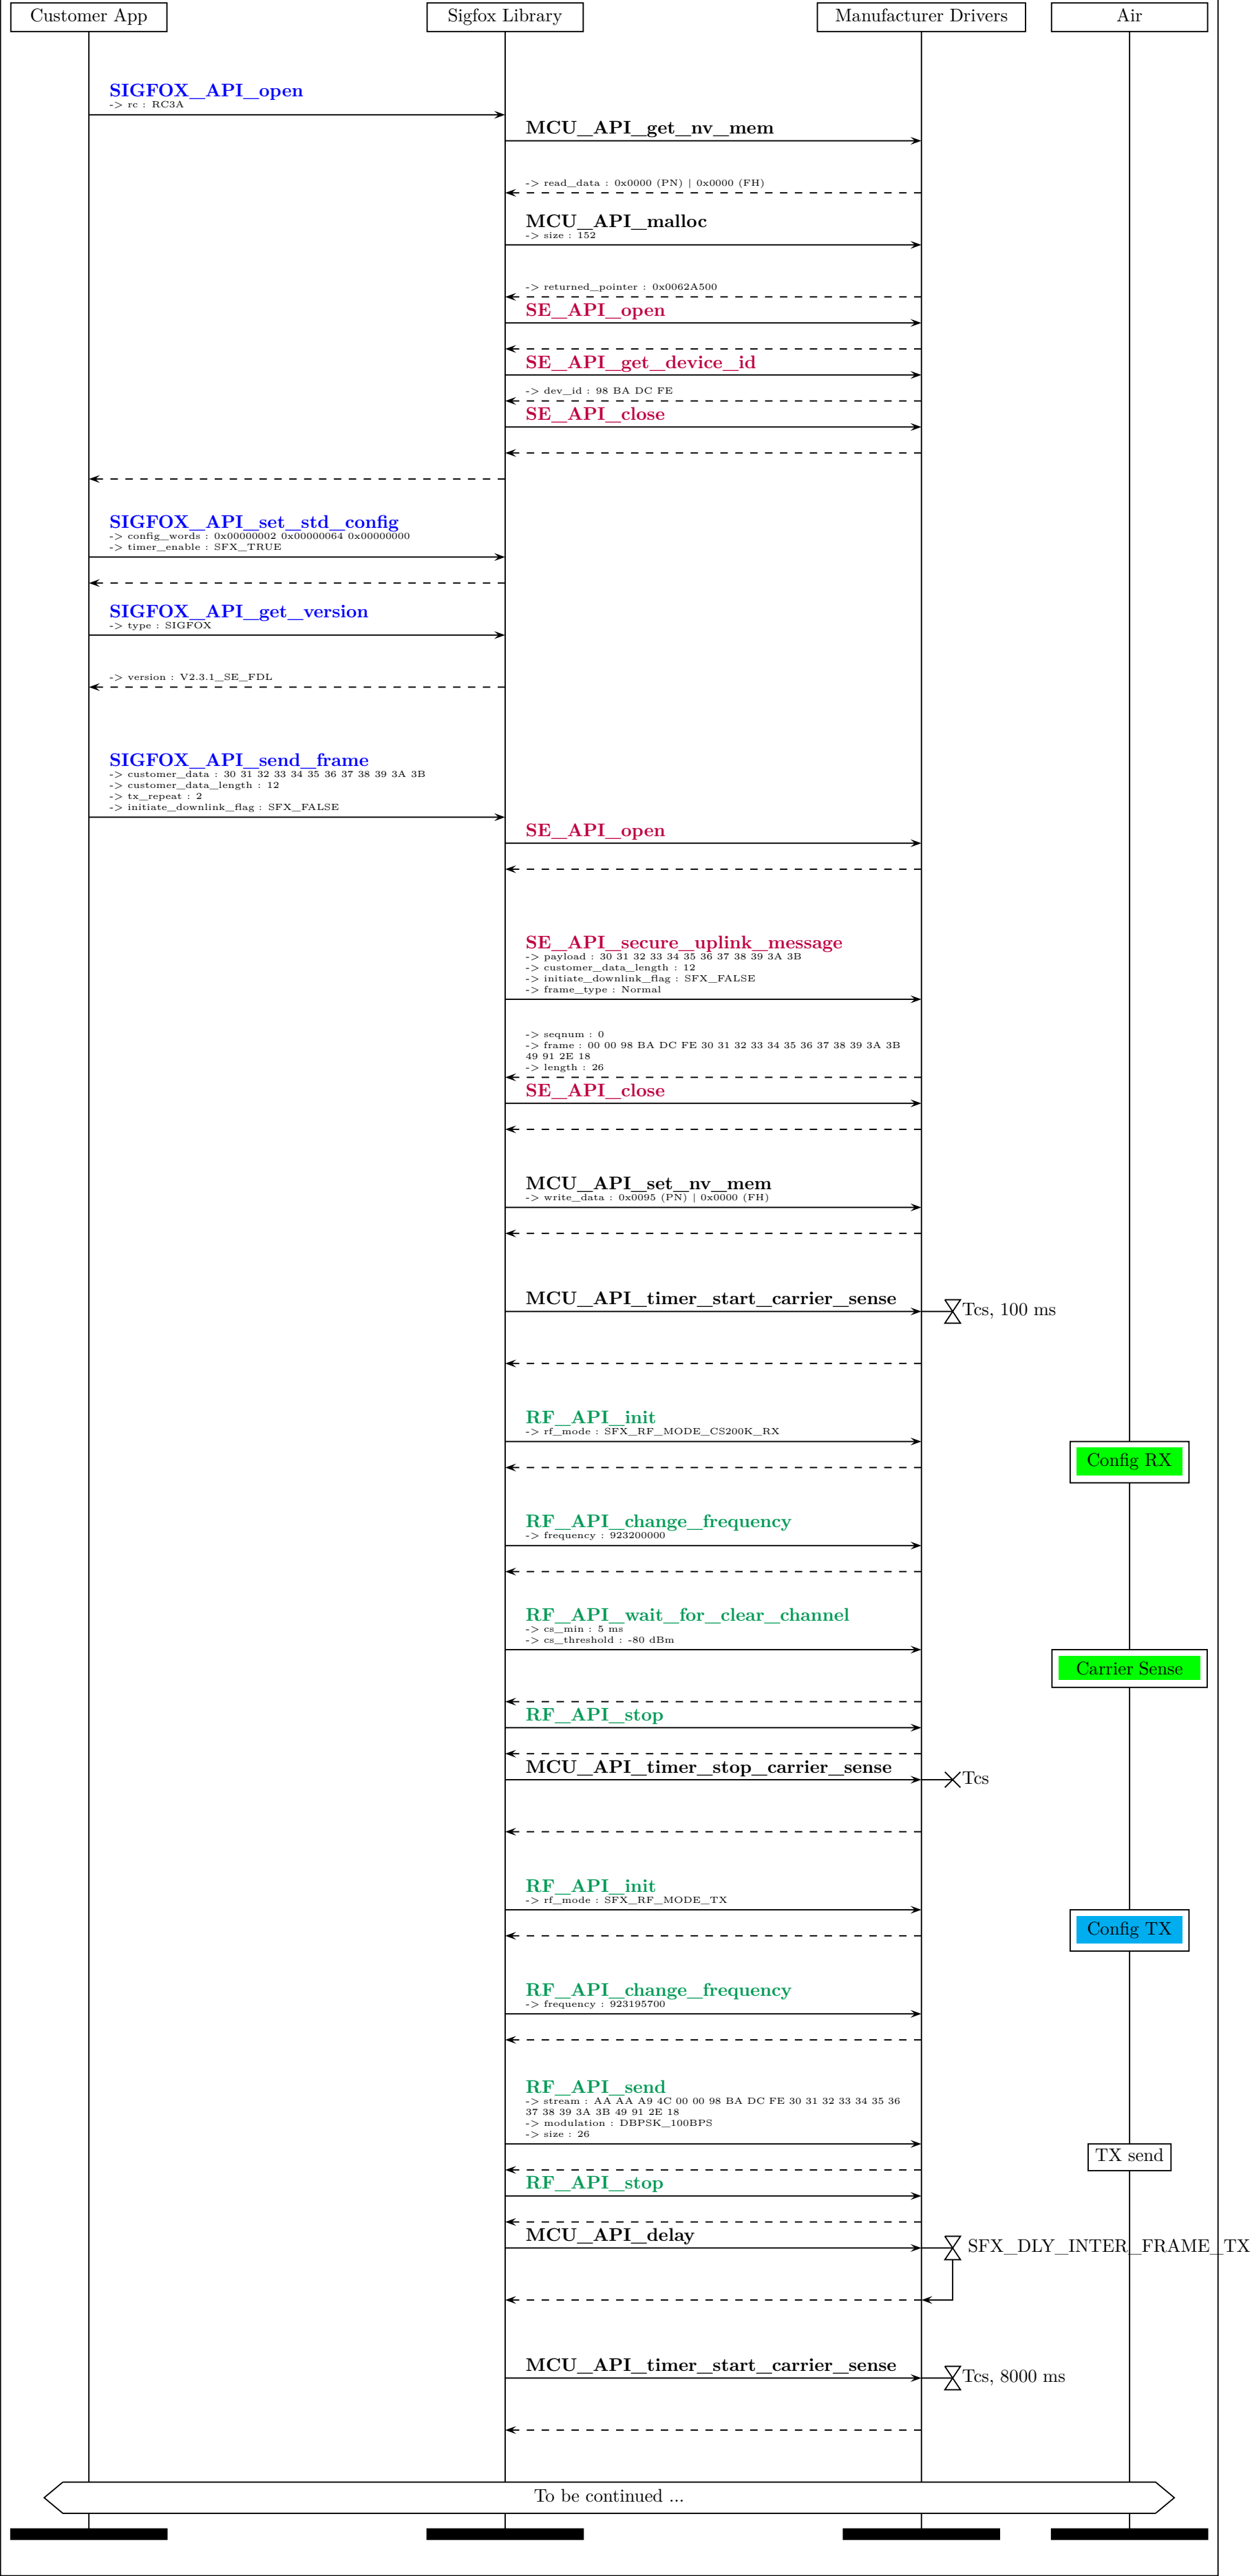 Customer App
Sigfox Library
Manufacturer Drivers
Air
SIGFOX_API_open
-> rc : RC3A
MCU_API_get_nv_mem
-> read_data : 0x0000 (PN) | 0x0000 (FH)
MCU_API_malloc
-> size : 152
-> returned_pointer : 0x0062A500
SE_API_open
SE_API_get_device_id
-> dev_id : 98 BA DC FE
SE_API_close
SIGFOX_API_set_std_config
-> config_words : 0x00000002 0x00000064 0x00000000
-> timer_enable : SFX_TRUE
SIGFOX_API_get_version
-> type : SIGFOX
-> version : V2.3.1_SE_FDL
SIGFOX_API_send_frame
-> customer_data : 30 31 32 33 34 35 36 37 38 39 3A 3B
-> customer_data_length : 12
-> tx_repeat : 2
-> initiate_downlink_flag : SFX_FALSE
SE_API_open
SE_API_secure_uplink_message
-> payload : 30 31 32 33 34 35 36 37 38 39 3A 3B
-> customer_data_length : 12
-> initiate_downlink_flag : SFX_FALSE
-> frame_type : Normal
-> seqnum : 0
-> frame : 00 00 98 BA DC FE 30 31 32 33 34 35 36 37 38 39 3A 3B
49 91 2E 18
-> length : 26
SE_API_close
MCU_API_set_nv_mem
-> write_data : 0x0095 (PN) | 0x0000 (FH)
MCU_API_timer_start_carrier_sense
Tcs, 100 ms
RF_API_init
-> rf_mode : SFX_RF_MODE_CS200K_RX
Config RX
RF_API_change_frequency
-> frequency : 923200000
RF_API_wait_for_clear_channel
-> cs_min : 5 ms
-> cs_threshold : -80 dBm
Carrier Sense
RF_API_stop
MCU_API_timer_stop_carrier_sense
Tcs
RF_API_init
-> rf_mode : SFX_RF_MODE_TX
Config TX
RF_API_change_frequency
-> frequency : 923195700
RF_API_send
-> stream : AA AA A9 4C 00 00 98 BA DC FE 30 31 32 33 34 35 36
37 38 39 3A 3B 49 91 2E 18
-> modulation : DBPSK_100BPS
-> size : 26
TX send
RF_API_stop
MCU_API_delay
SFX_DLY_INTER_FRAME_TX
MCU_API_timer_start_carrier_sense
Tcs, 8000 ms
To be continued ...